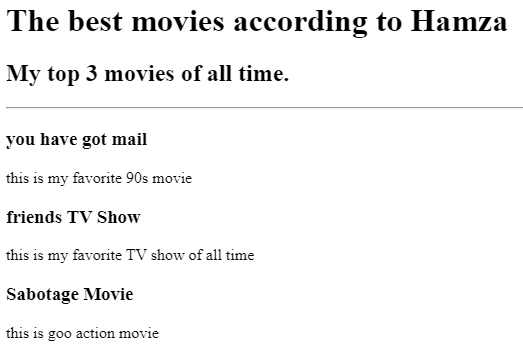 The best movies according to Hamza
My top 3 movies of all time.
you have got mail
this is my favorite 90s movie
friends TV Show
this is my favorite TV show of all time
Sabotage Movie
this is goo action movie